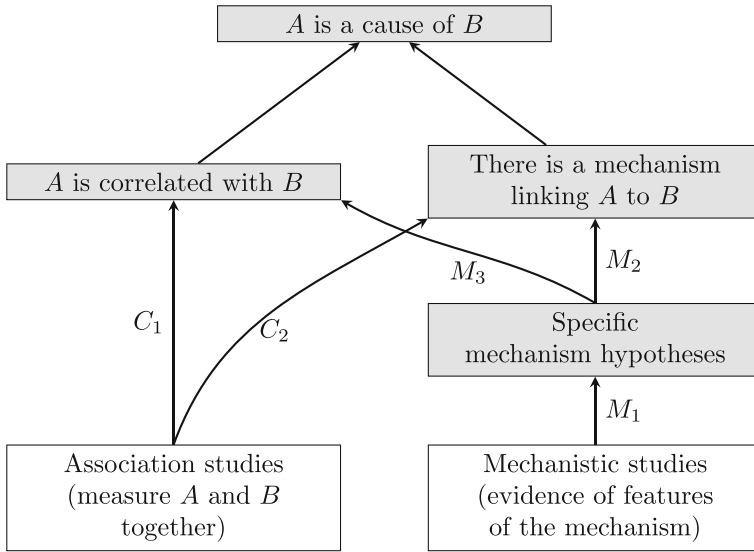 A is a cause of B
A is correlated with B
There is a mechanism
linking A to B
M₃
M₂
C₁
C₂
Specific
mechanism hypotheses
M₁
Association studies
(measure A and B
together)
Mechanistic studies
(evidence of features
of the mechanism)